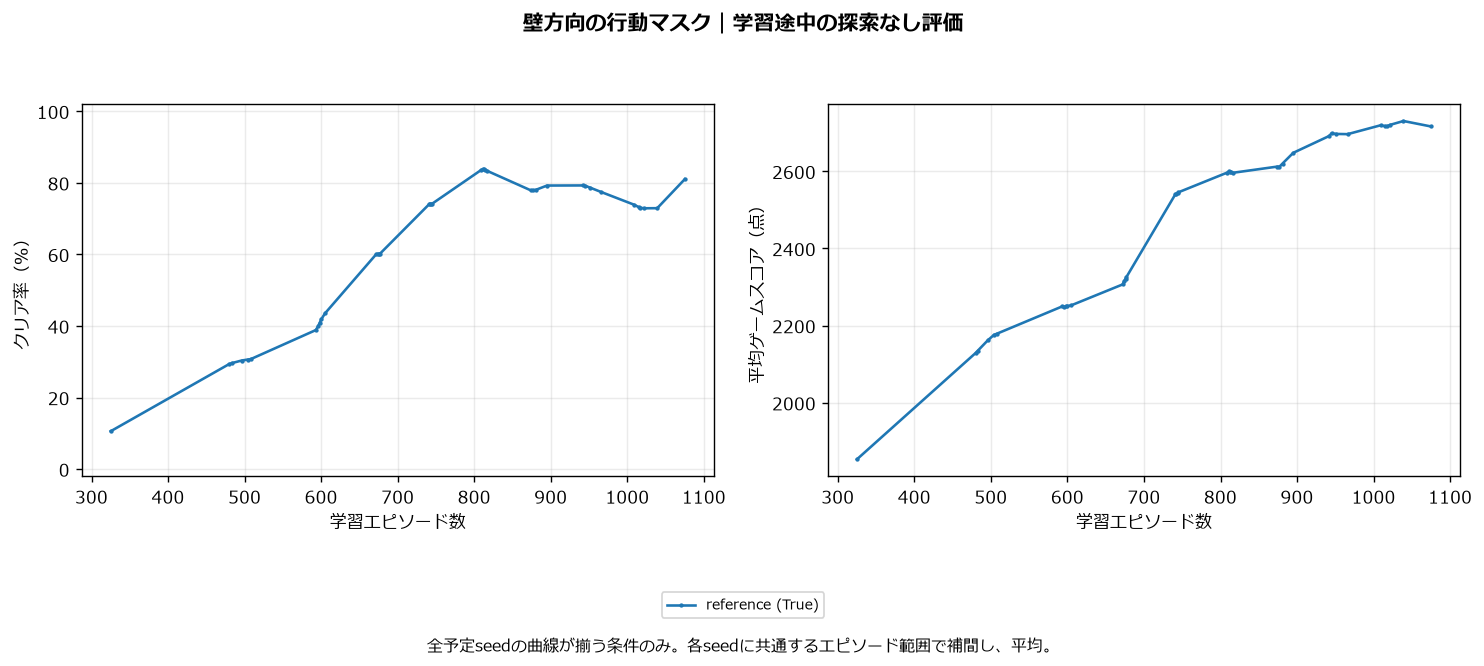 壁方向の行動マスク｜学習途中の探索なし評価
クリア率（%）
100
80
60
40
20
0
300 400 500 600 700 800 900 1000 1100
学習エピソード数
平均ゲームスコア（点）
2600
2400
2200
2000
300 400 500 600 700 800 900 1000 1100
学習エピソード数
reference (True)
全予定seedの曲線が揃う条件のみ。各seedに共通するエピソード範囲で補間し、平均。